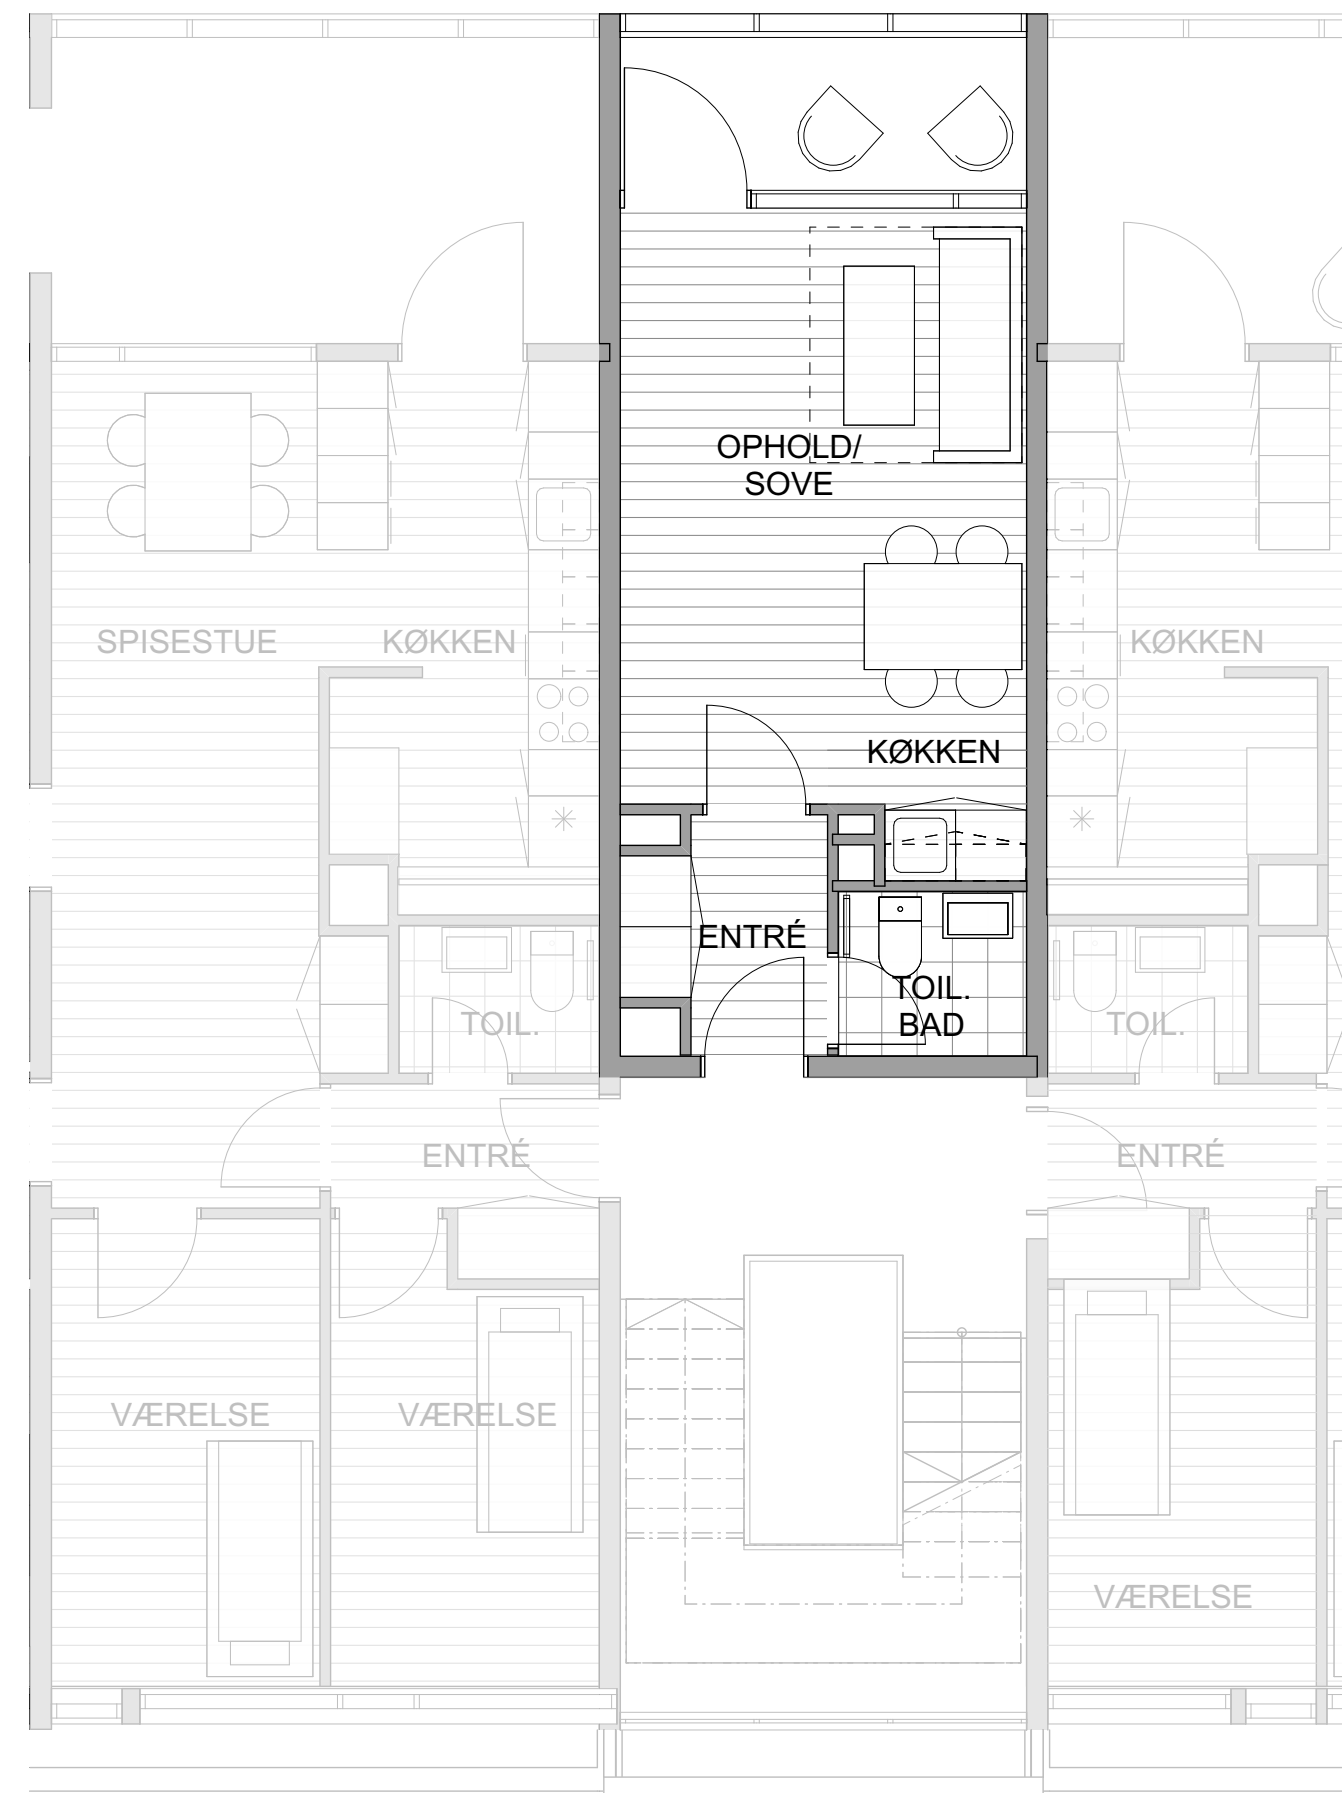 OPHOLD/
SOVE
SPISESTUE
KØKKEN
KØKKEN
KØKKEN
ENTRÉ
TOIL.
BAD
TOIL.
TOIL.
ENTRÉ
ENTRÉ
VÆRELSE
VÆRELSE
VÆRELSE